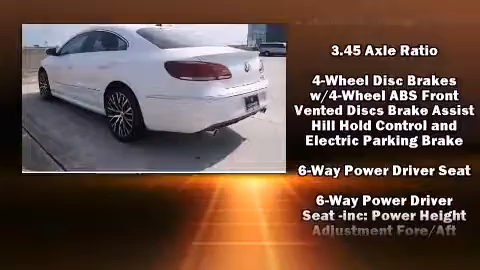 3.45 Axle Ratio
4-Wheel Disc Brakes
w/4-Wheel ABS Front
Vented Discs Brake Assist
Hill Hold Control and
Electric Parking Brake
6-Way Power Driver Seat
6-Way Power Driver
Seat -inc: Power Height
Adjustment Fore/Aft